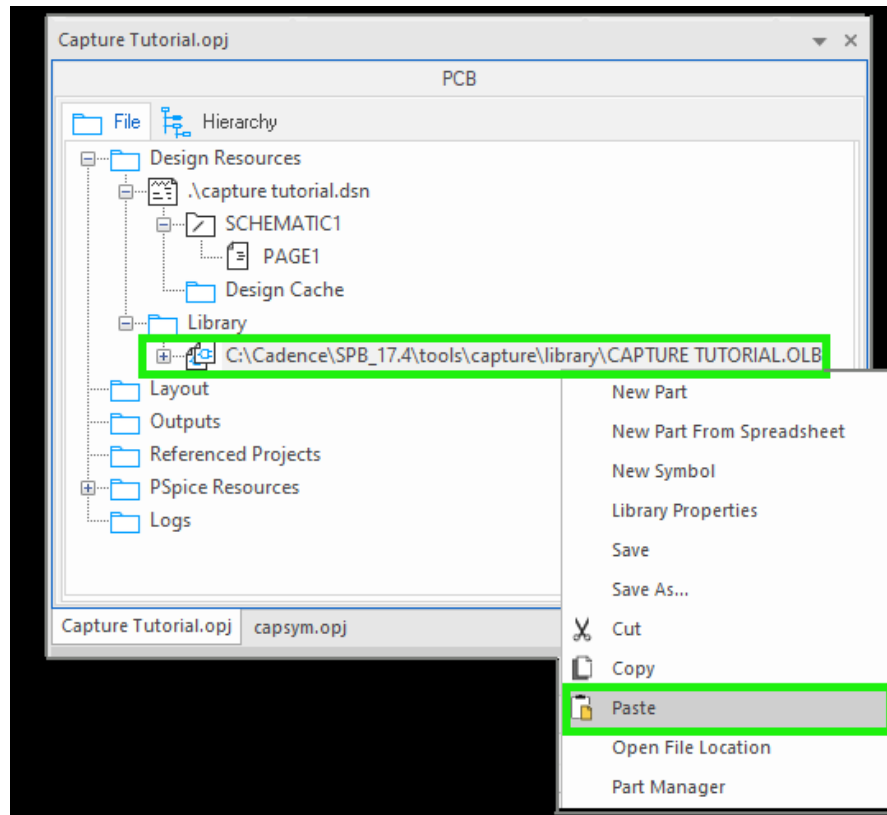 Capture Tutorial.opj
PCB
File Hierarchy
Design Resources
.\capture tutorial.dsn
SCHEMATIC1
PAGE1
Design Cache
Library
C:\Cadence\SPB_17.4\tools\capture\library\CAPTURE TUTORIAL.OLB
Layout
Outputs
Referenced Projects
PSpice Resources
Logs
Capture Tutorial.opj capsym.opj
New Part
New Part From Spreadsheet
New Symbol
Library Properties
Save
Save As...
Cut
Copy
Paste
Open File Location
Part Manager